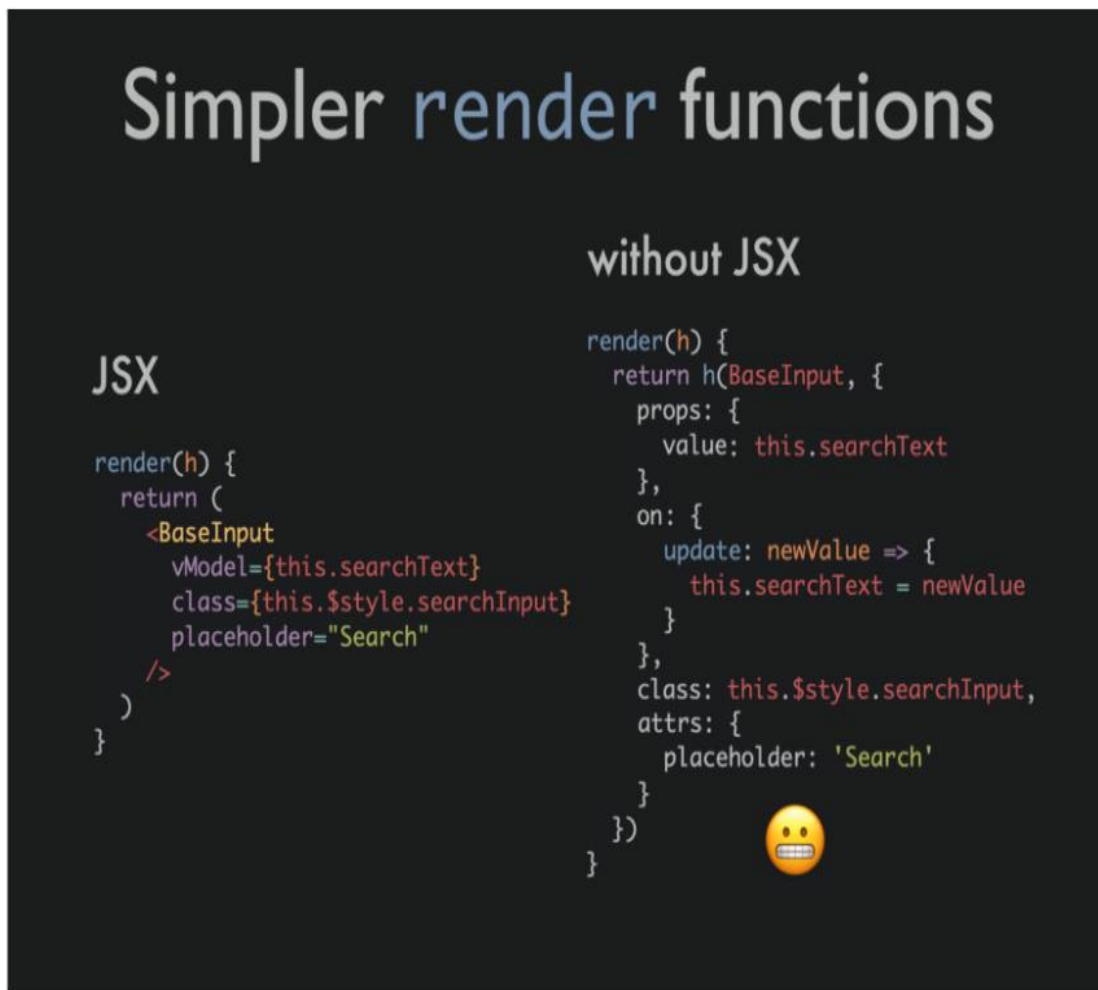 Simpler render functions
JSX
render(h) {
  return (
    <BaseInput
      vModel={this.searchText}
      class={this.$style.searchInput}
      placeholder="Search"
    />
  )
}
without JSX
render(h) {
  return h(BaseInput, {
    props: {
      value: this.searchText
    },
    on: {
      update: newValue => {
        this.searchText = newValue
      }
    },
    class: this.$style.searchInput,
    attrs: {
      placeholder: 'Search'
    }
  })
}